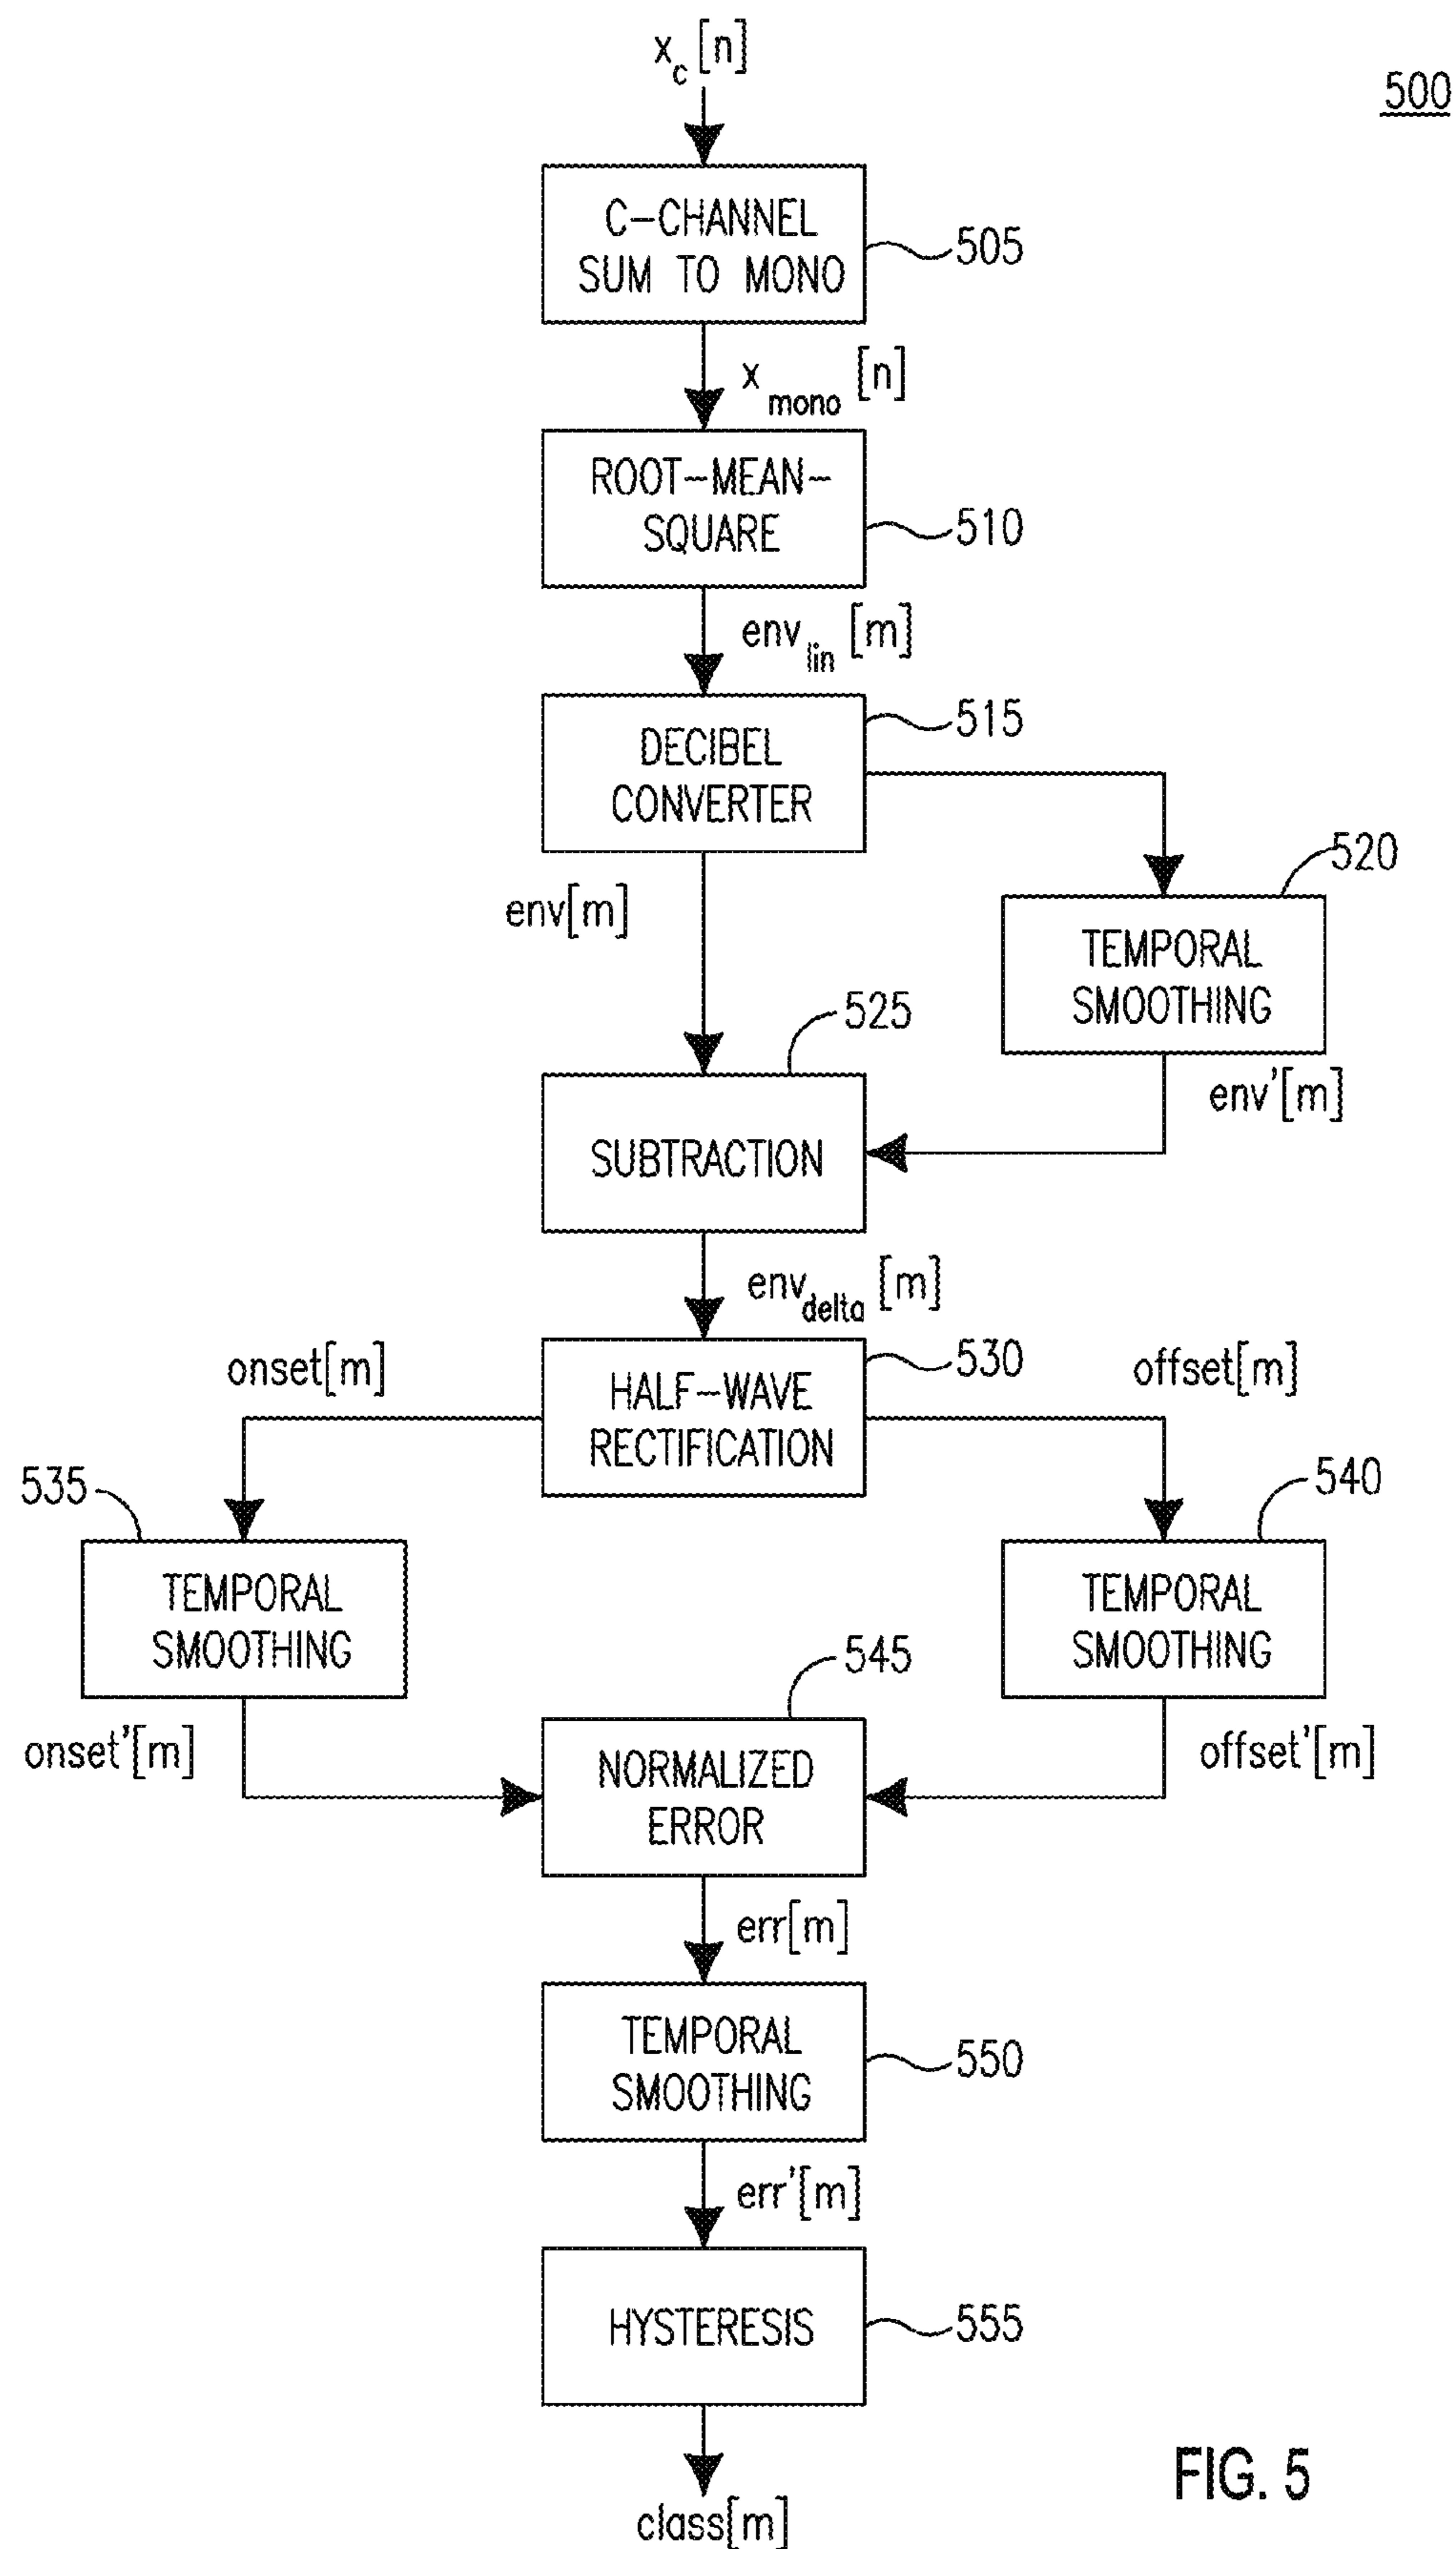 x_c [n]
500
C-CHANNEL
SUM TO MONO
505
x_mono [n]
ROOT-MEAN-
SQUARE
510
env_lin [m]
DECIBEL
CONVERTER
515
520
env[m]
TEMPORAL
SMOOTHING
525
env'[m]
SUBTRACTION
env_delta [m]
onset[m]
HALF-WAVE
RECTIFICATION
530
offset[m]
535
540
TEMPORAL
SMOOTHING
TEMPORAL
SMOOTHING
545
onset'[m]
NORMALIZED
ERROR
offset'[m]
err[m]
TEMPORAL
SMOOTHING
550
err'[m]
HYSTERESIS
555
class[m]
FIG. 5